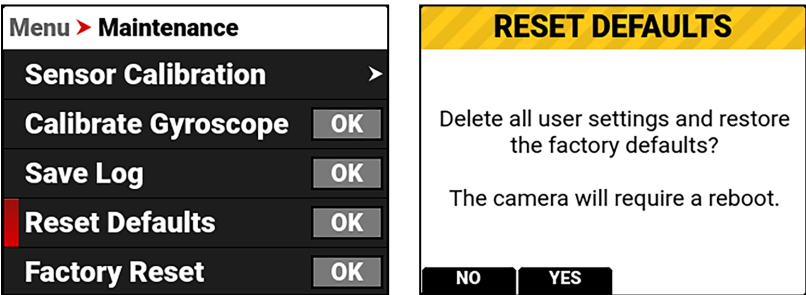 Menu ➤ Maintenance
Sensor Calibration ➤
Calibrate Gyroscope OK
Save Log OK
Reset Defaults OK
Factory Reset OK
RESET DEFAULTS
Delete all user settings and restore
the factory defaults?
The camera will require a reboot.
NO YES